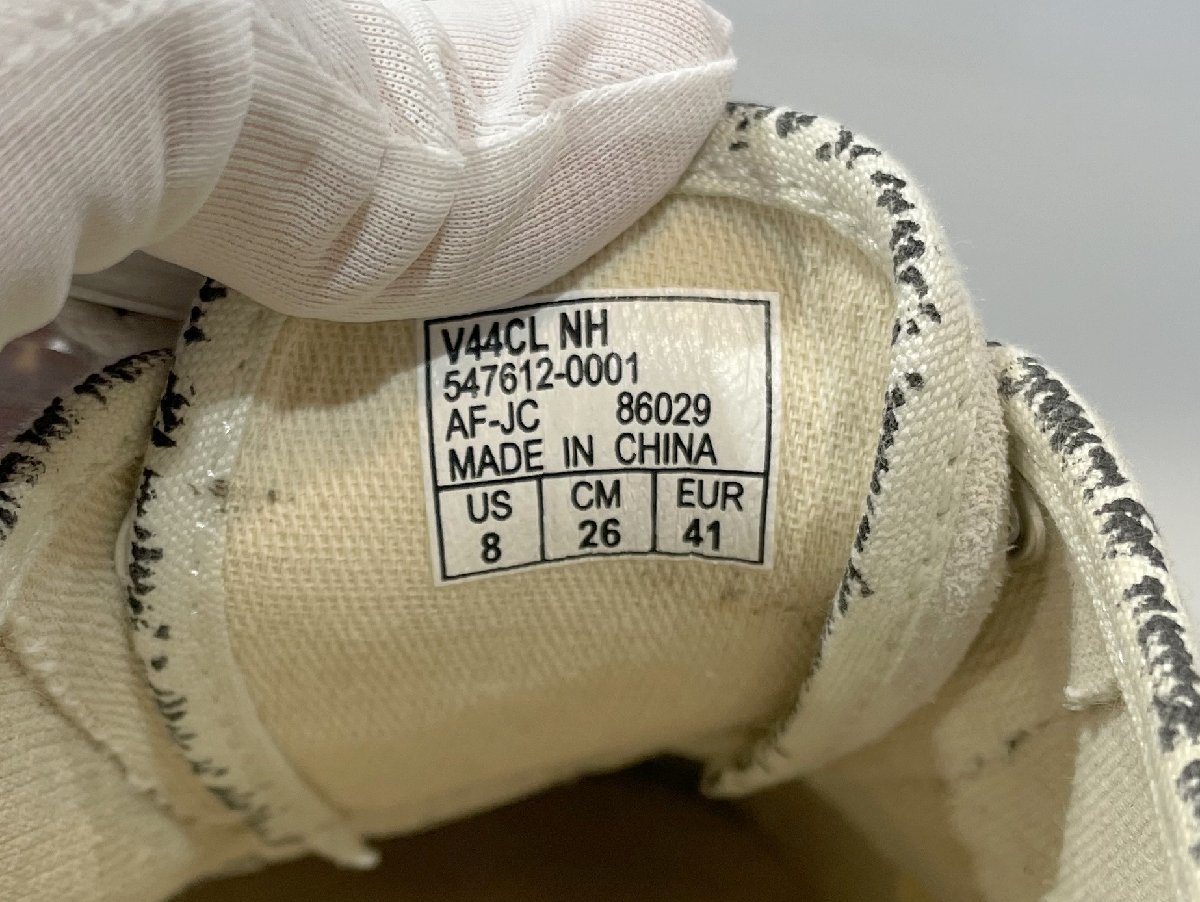 V44CL NH
547612-0001
AF-JC 86029
MADE IN CHINA
US CM EUR
8 26 41